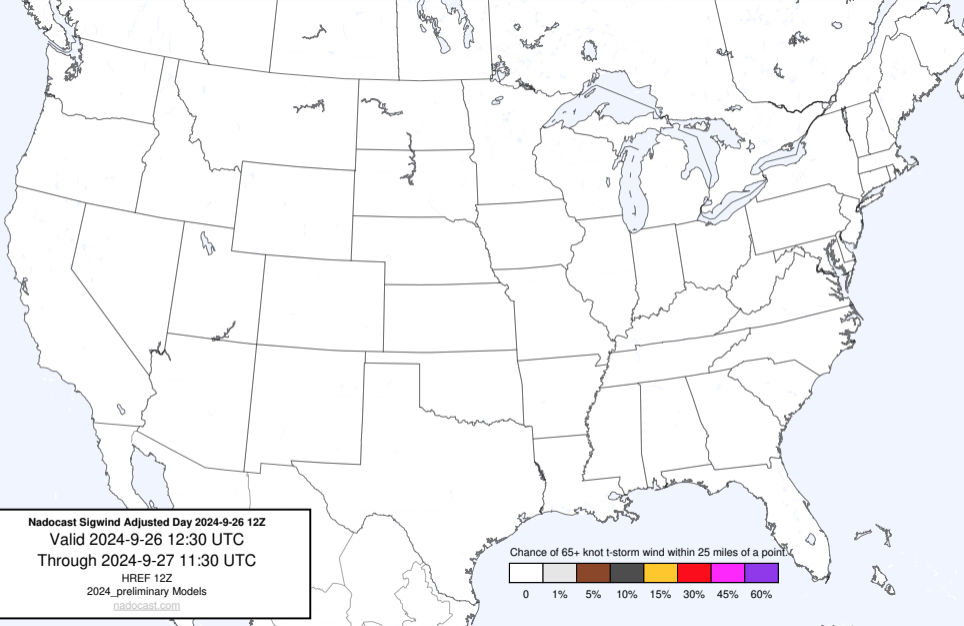 Nadocast Sigwind Adjusted Day 2024-9-26 12Z
Valid 2024-9-26 12:30 UTC
Through 2024-9-27 11:30 UTC
HREF 12Z
2024_preliminary Models
nadocast.com
Chance of 65+ knot t-storm wind within 25 miles of a point.
0 1% 5% 10% 15% 30% 45% 60%